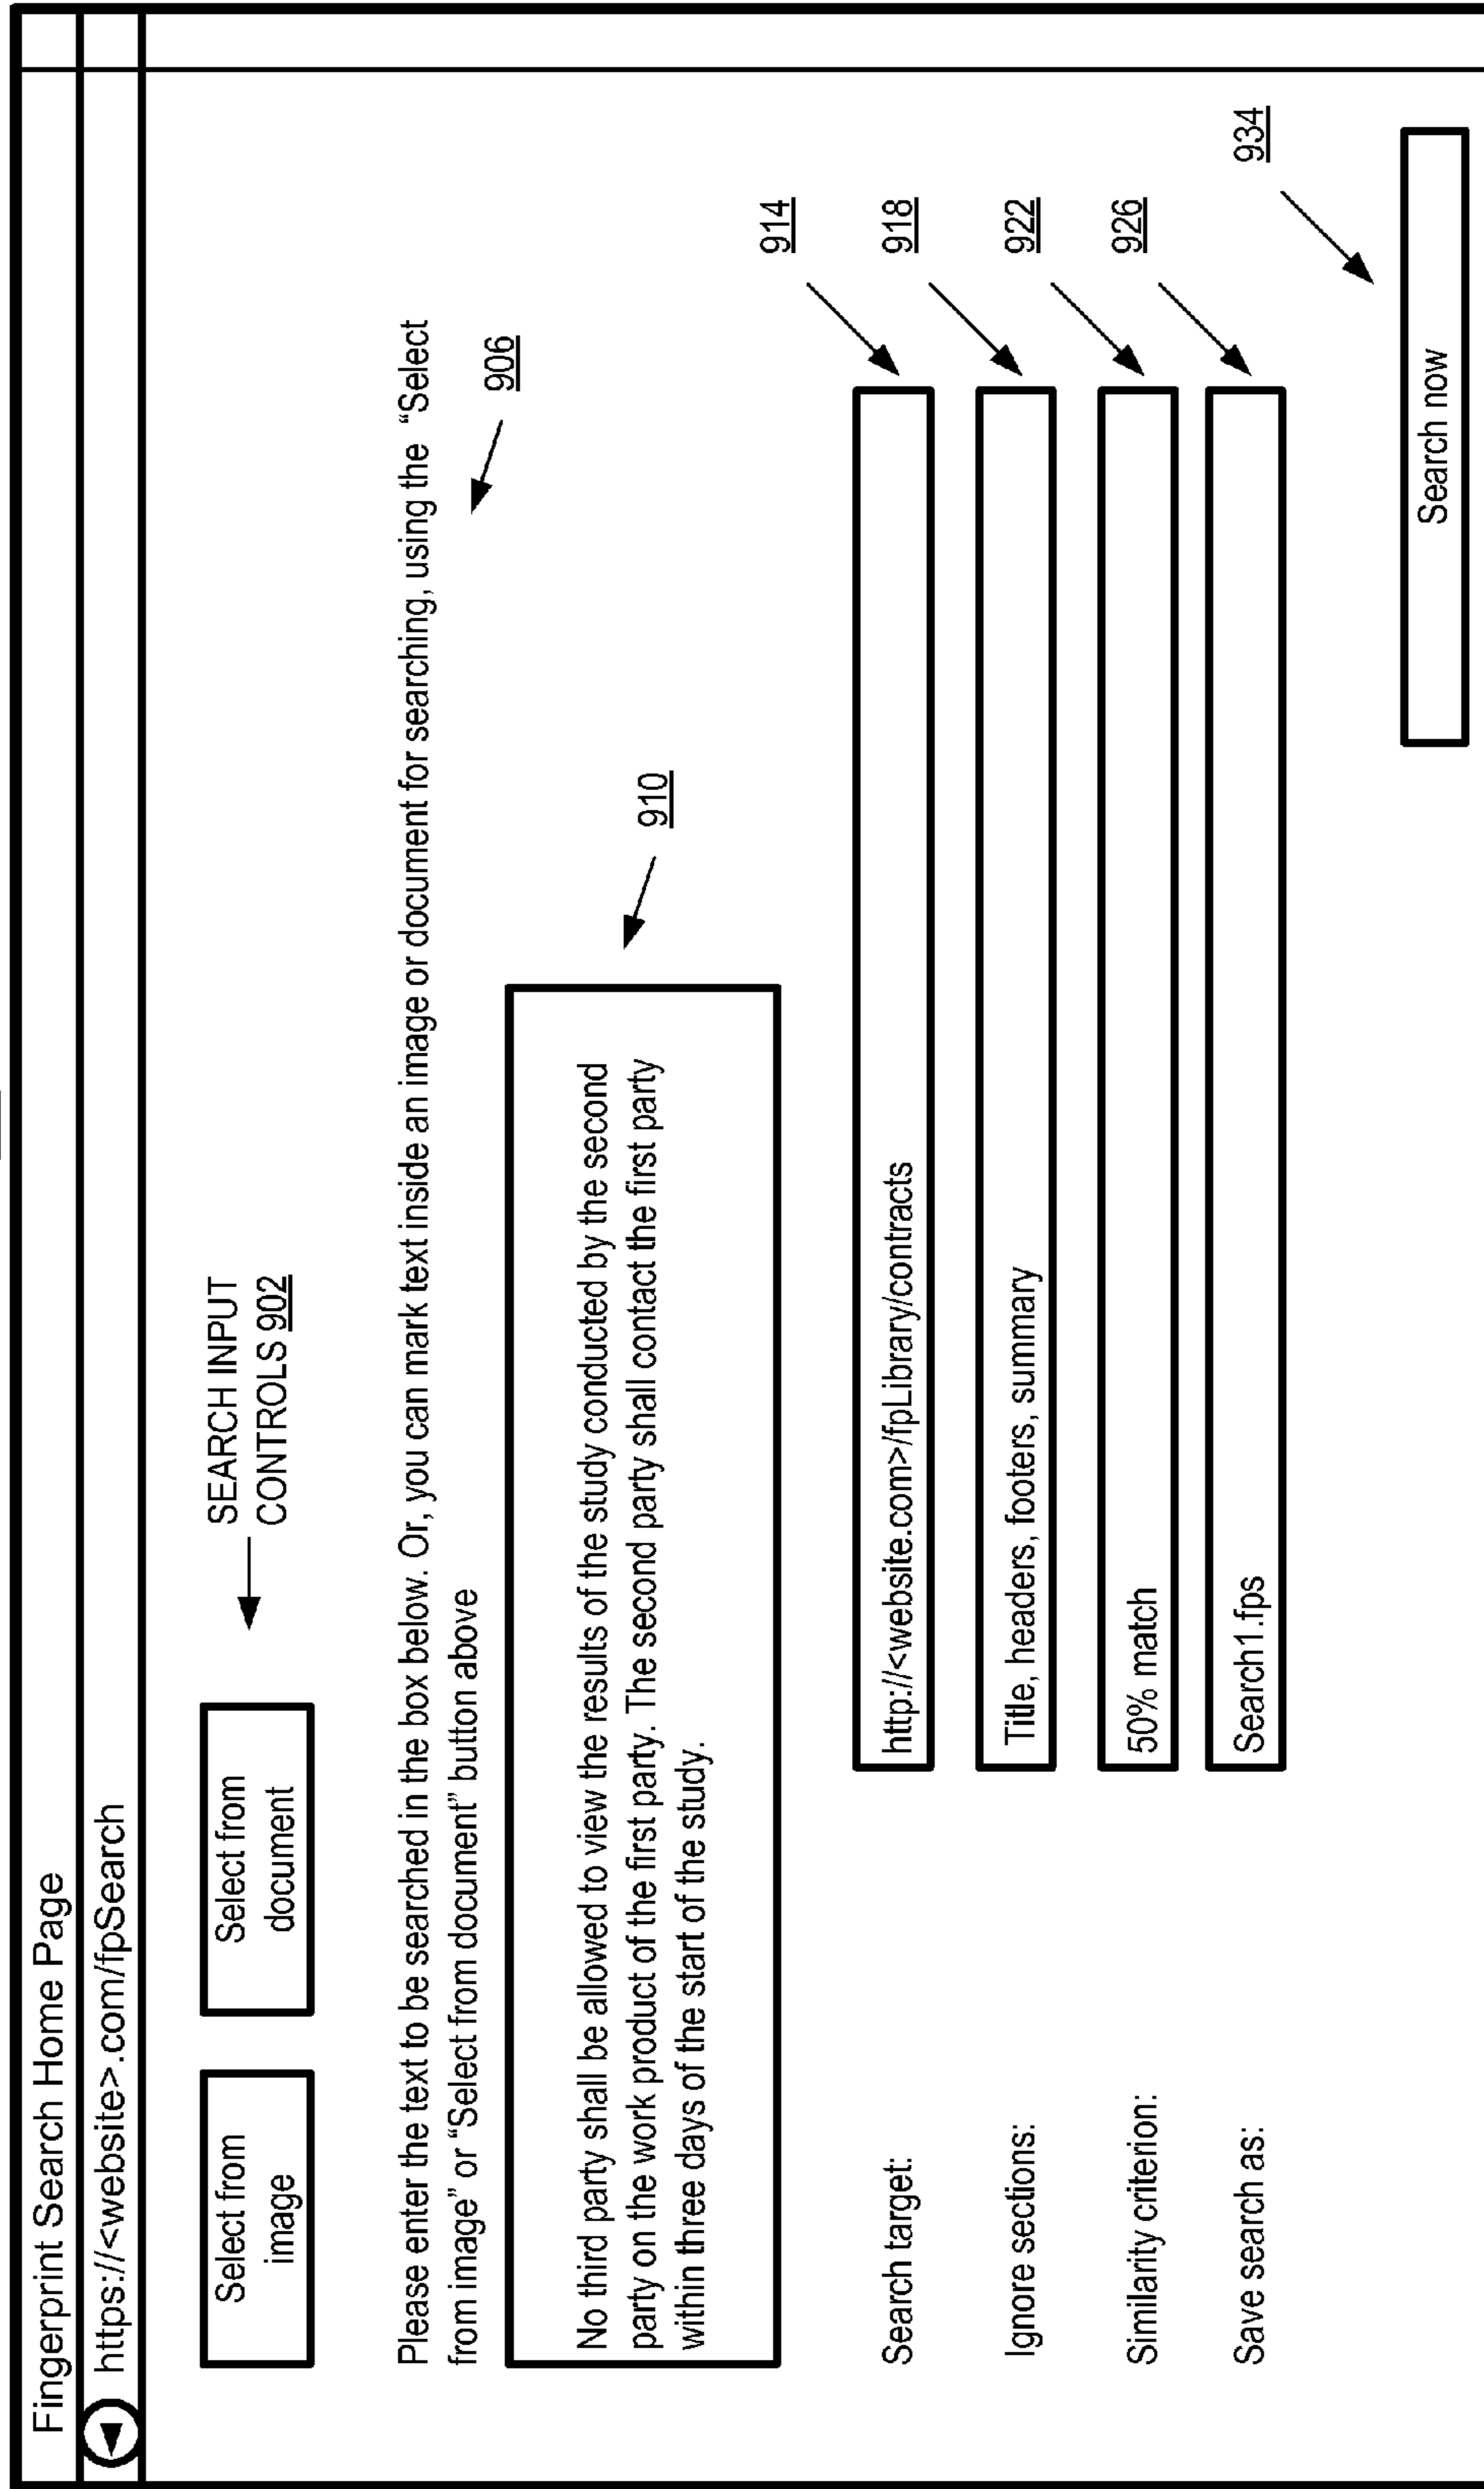 Fingerprint Search Home Page
https://<website>.com/fpSearch
Select from
image
Select from
document
SEARCH INPUT
CONTROLS 902
Please enter the text to be searched in the box below. Or, you can mark text inside an image or document for searching, using the “Select
from image” or “Select from document” button above
906
910
No third party shall be allowed to view the results of the study conducted by the second
party on the work product of the first party. The second party shall contact the first party
within three days of the start of the study.
Search target:
http://<website.com>/fpLibrary/contracts
914
Ignore sections:
Title, headers, footers, summary
918
Similarity criterion:
50% match
922
Save search as:
Search1.fps
926
934
Search now